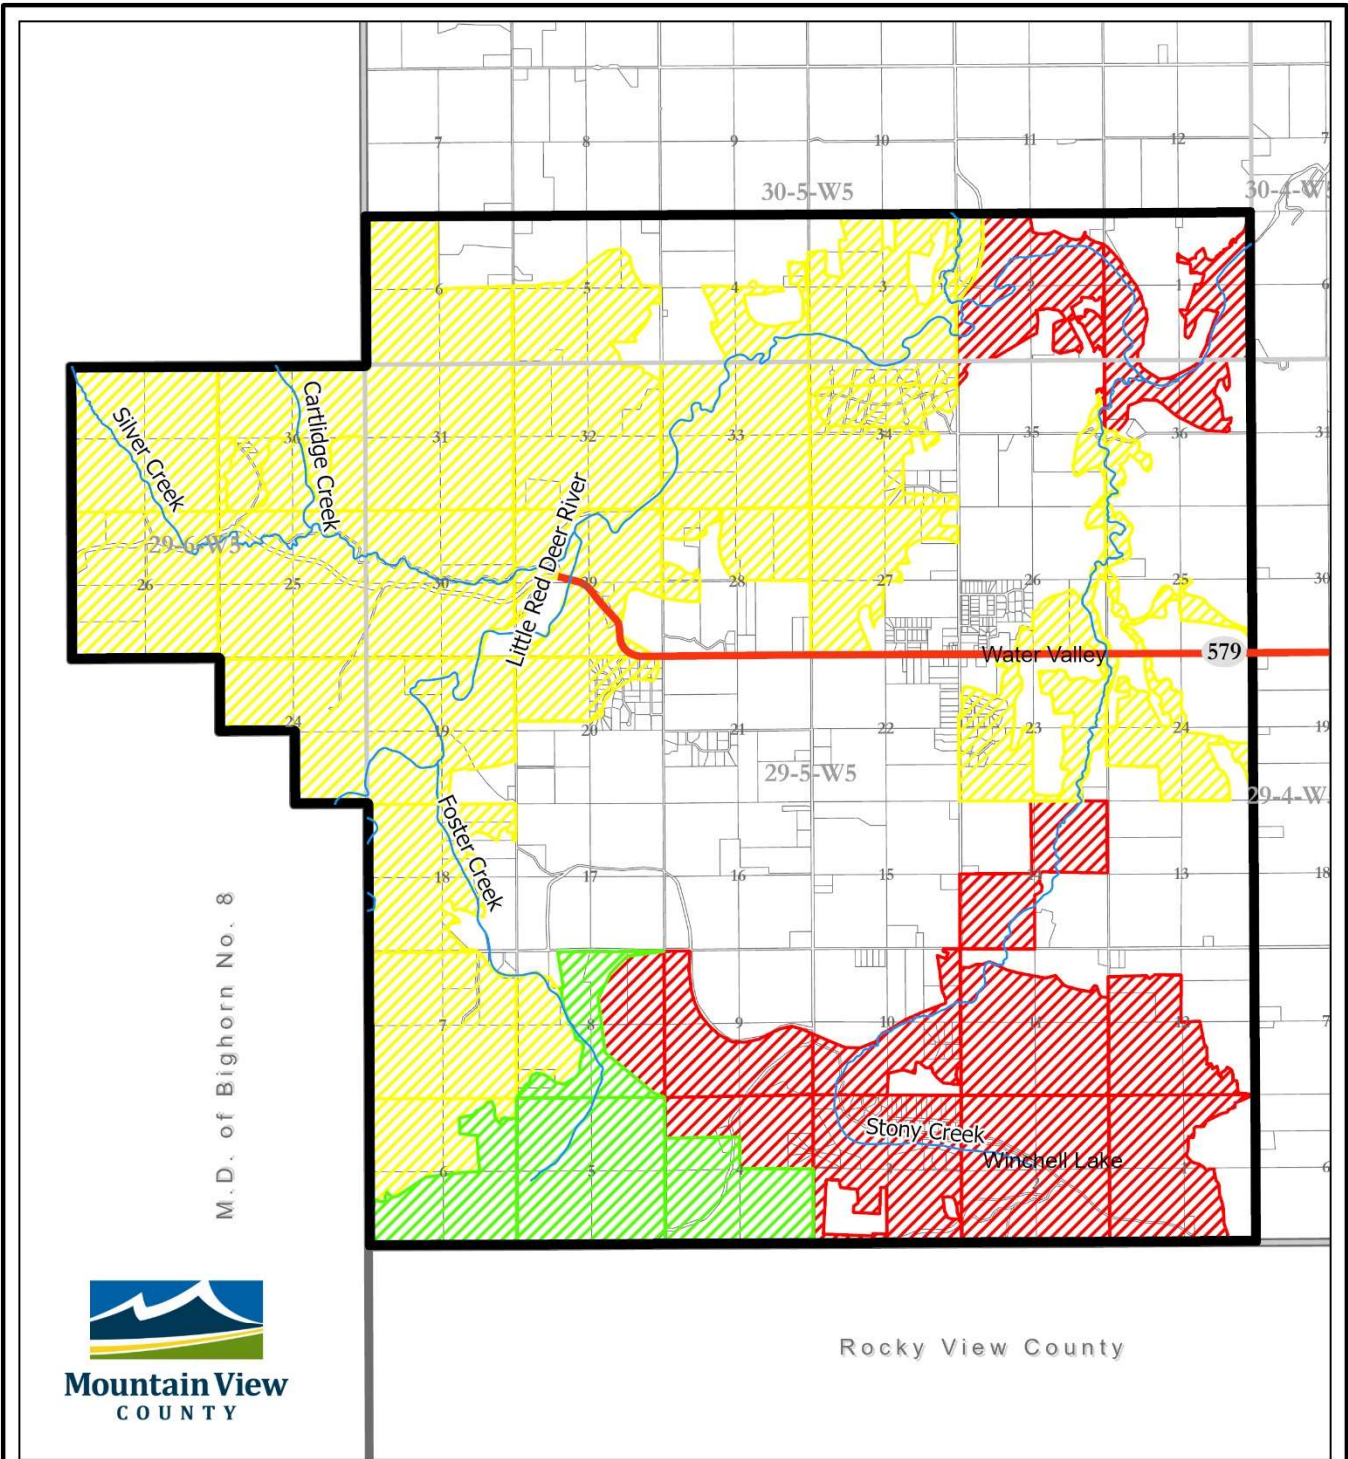 7 8 9 10 11 12 7
30-5-W5 30-4-W5
6 5 4 3 2 1 6
Silver Creek
Cartlidge Creek
36 31 32 33 34 35 36 31
Little Red Deer River
29-6-W5
26 25 30 29 28 27 26 25 30
Water Valley
579
24 19 20 21 22 23 24 19
29-5-W5
29-4-W
Foster Creek
18 17 16 15 14 13 18
M.D. of Bighorn No. 8
7 8 9 10 11 12 7
Stony Creek
Winchell Lake
6 5 4 3 2 1 6
Rocky View County
Mountain View
COUNTY